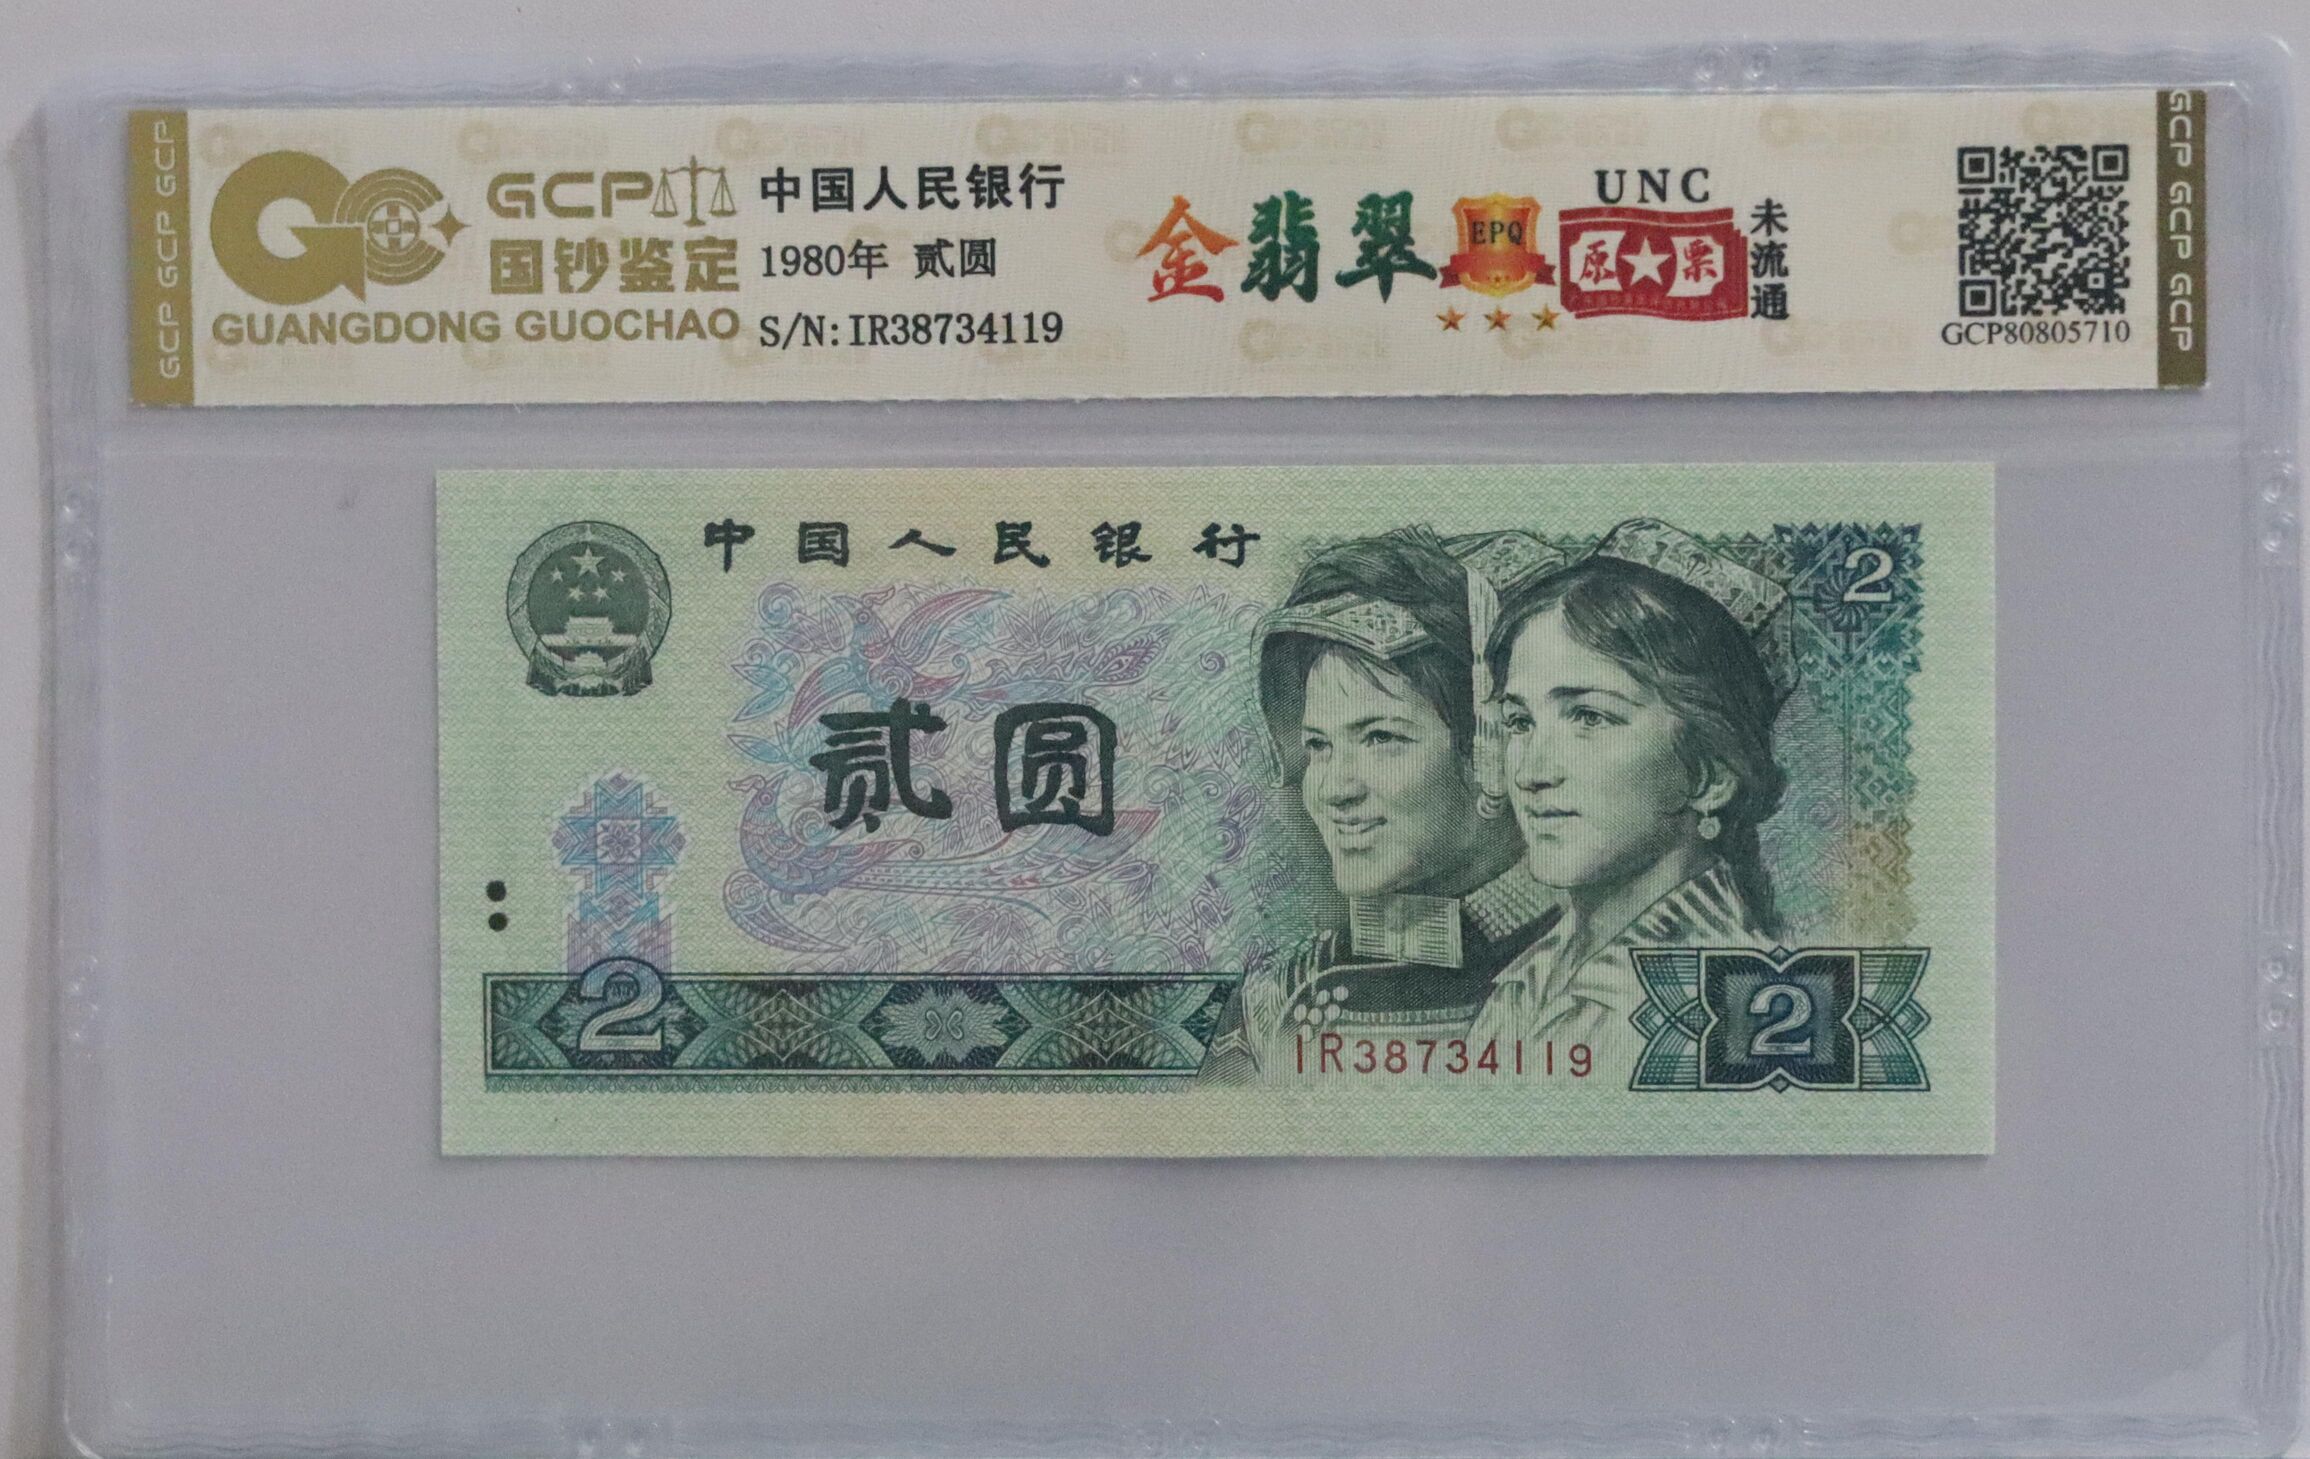 GCP GCP GCP
GCP 国钞鉴定
GUANGDONG GUOCHAO
中国人民银行
1980年 贰圆
S/N:IR38734119
金翡翠
EPQ
UNC
原票
未流通
GCP80805710
GCP GCP GCP
中国人民银行
2
贰圆
2
IR38734119
2